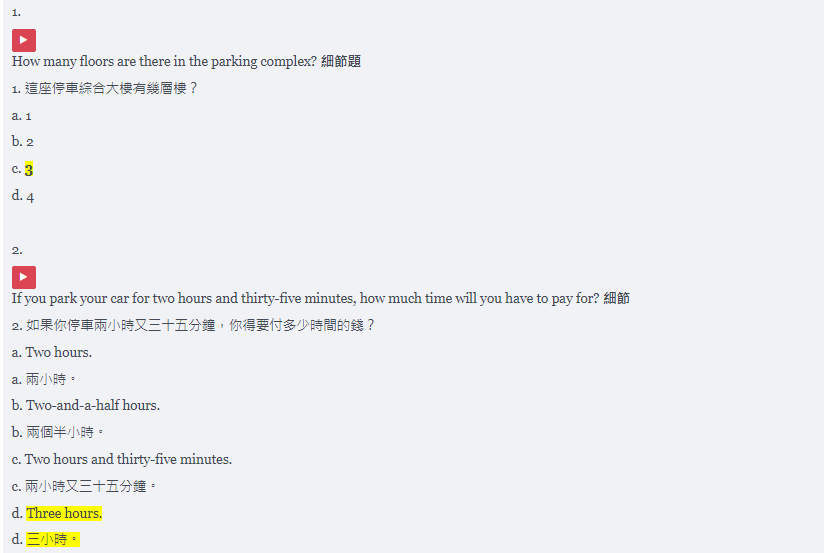 1.
How many floors are there in the parking complex? 細節題
1. 這座停車綜合大樓有幾層樓？
a. 1
b. 2
c. 3
d. 4
2.
If you park your car for two hours and thirty-five minutes, how much time will you have to pay for? 細節
2. 如果你停車兩小時又三十五分鐘，你得要付多少時間的錢？
a. Two hours.
a. 兩小時。
b. Two-and-a-half hours.
b. 兩個半小時。
c. Two hours and thirty-five minutes.
c. 兩小時又三十五分鐘。
d. Three hours.
d. 三小時。